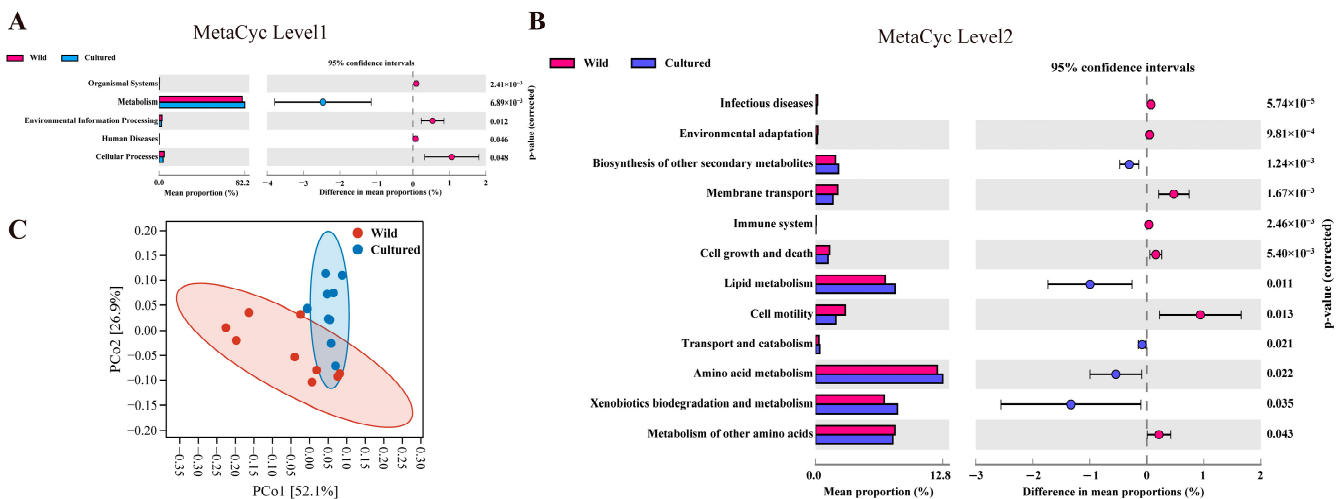 A
MetaCyc Level1
Wild
Cultured
95% confidence intervals
Organismal Systems
2.41×10⁻³
Metabolism
6.89×10⁻³
Environmental Information Processing
0.012
Human Diseases
0.046
Cellular Processes
0.048
p-value (corrected)
0.0
62.2
−4
−3
−2
−1
0
1
2
Mean proportion (%)
Difference in mean proportions (%)
B
MetaCyc Level2
Wild
Cultured
95% confidence intervals
Infectious diseases
5.74×10⁻⁵
Environmental adaptation
9.81×10⁻⁴
Biosynthesis of other secondary metabolites
1.24×10⁻³
Membrane transport
1.67×10⁻³
Immune system
2.46×10⁻³
Cell growth and death
5.40×10⁻³
Lipid metabolism
0.011
Cell motility
0.013
Transport and catabolism
0.021
Amino acid metabolism
0.022
Xenobiotics biodegradation and metabolism
0.035
Metabolism of other amino acids
0.043
p-value (corrected)
0.0
12.8
−3
−2
−1
0
1
2
Mean proportion (%)
Difference in mean proportions (%)
C
Wild
Cultured
0.20
0.15
0.10
0.05
0.00
−0.05
−0.10
−0.15
−0.20
PCo2 [26.9%]
−0.35
−0.30
−0.25
−0.20
−0.15
−0.10
−0.05
0.00
0.05
0.10
0.15
0.20
0.25
0.30
PCo1 [52.1%]